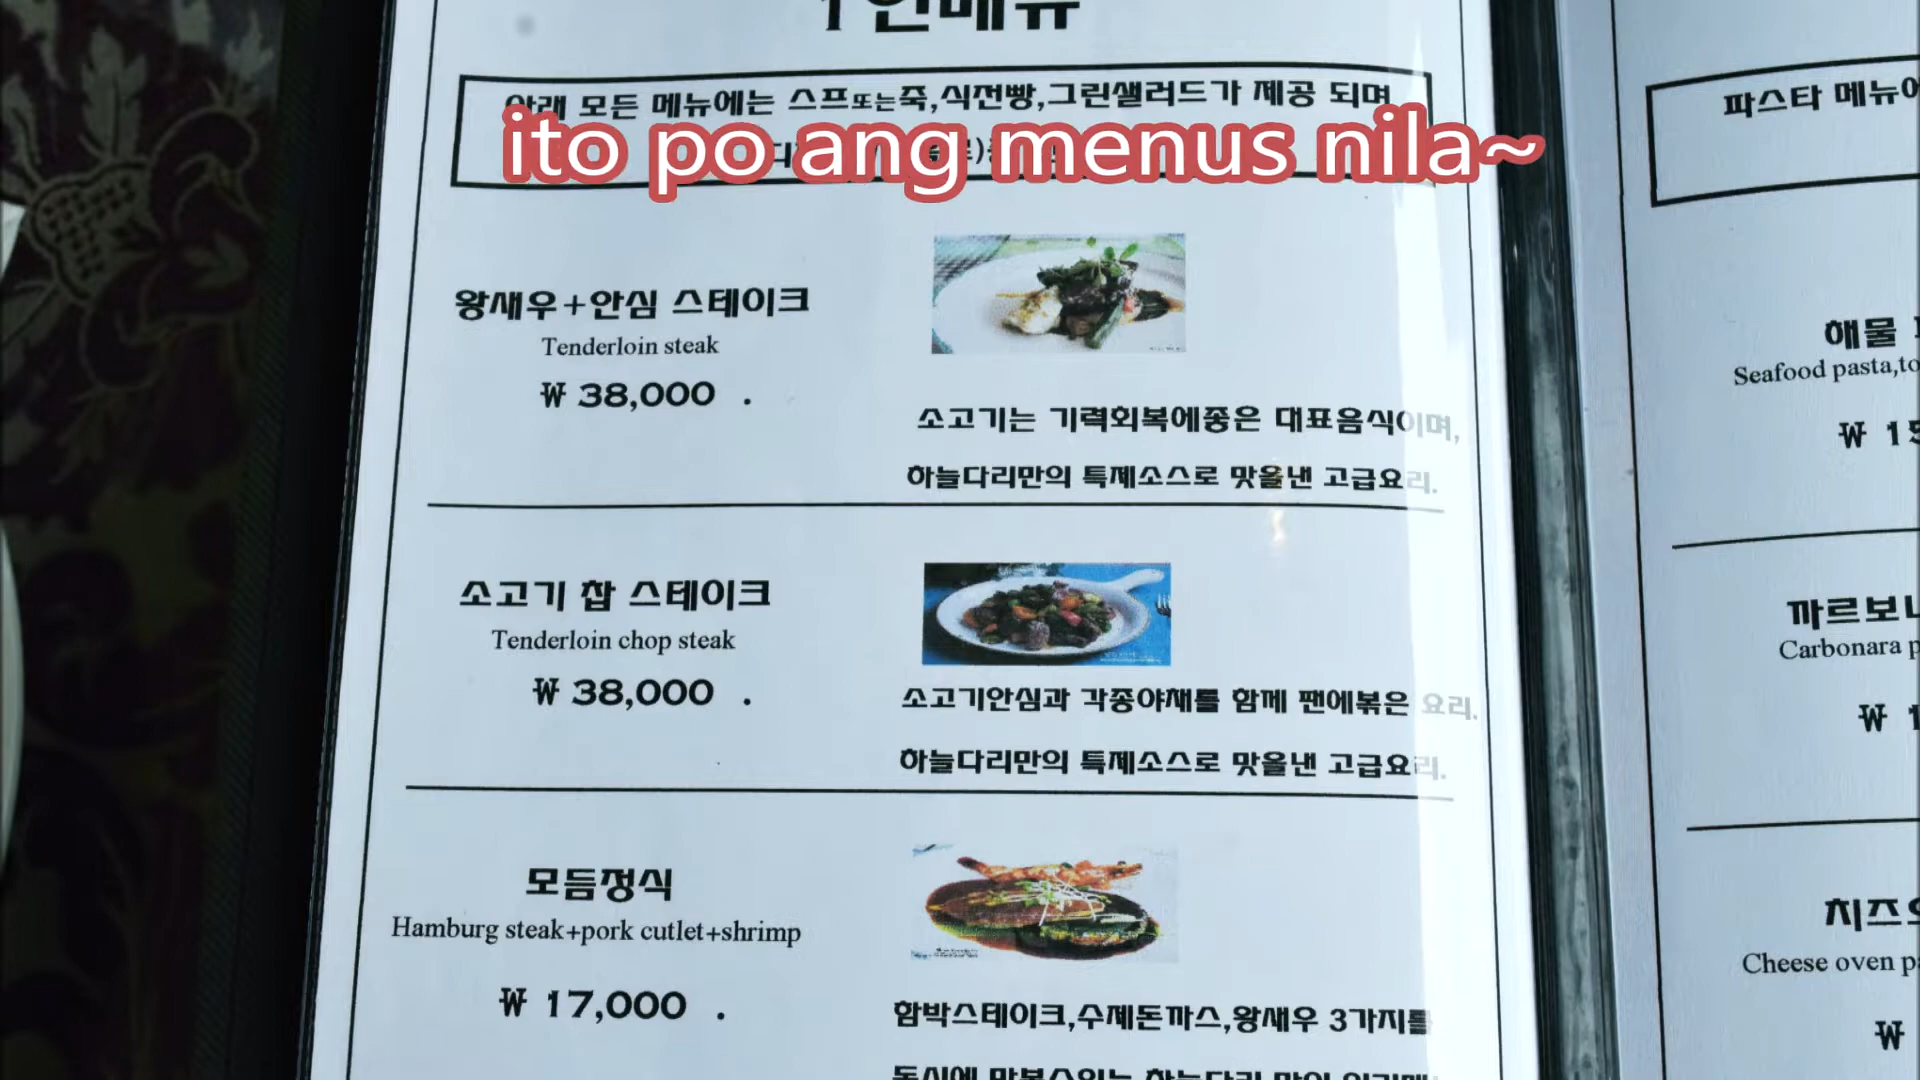 1인메뉴
아래 모든 메뉴에는 스프또는죽,식전빵,그린샐러드가 제공 되며
ito po ang menus nila~
왕새우+안심 스테이크
Tenderloin steak
₩ 38,000 .
소고기는 기력회복에좋은 대표음식이며,
하늘다리만의 특제소스로 맛을낸 고급요리.
소고기 찹 스테이크
Tenderloin chop steak
₩ 38,000 .
소고기안심과 각종야채를 함께 팬에볶은 요리.
하늘다리만의 특제소스로 맛을낸 고급요리.
모듬정식
Hamburg steak+pork cutlet+shrimp
₩ 17,000 .
함박스테이크,수제돈까스,왕새우 3가지를
파스타 메뉴에
해물
Seafood pasta,to
₩ 15
까르보나
Carbonara p
₩ 1
치즈오
Cheese oven pa
₩